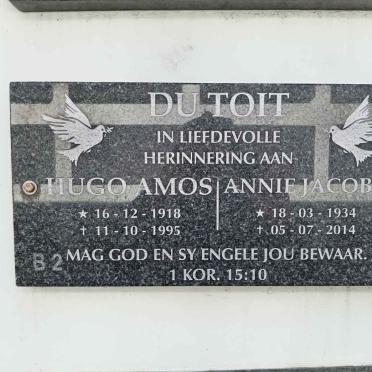 DU TOIT
IN LIEFDEVOLLE
HERINNERING AAN
HUGO AMOS | ANNIE JACOB
★ 16 - 12 - 1918 ★ 18 - 03 - 1934
† 11 - 10 - 1995 † 05 - 07 - 2014
MAG GOD EN SY ENGELE JOU BEWAAR.
1 KOR. 15:10
B 2